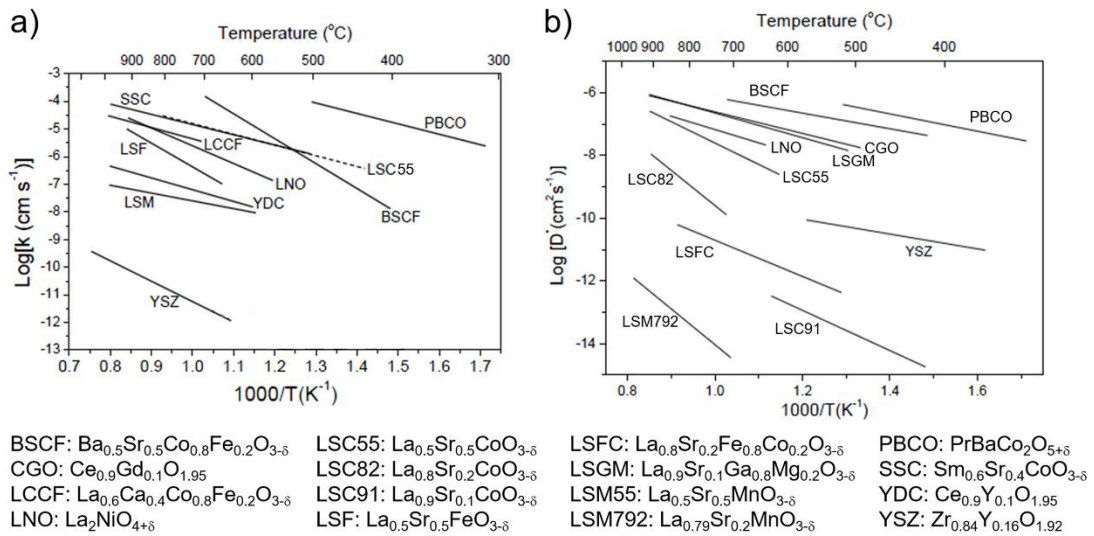 a)
Temperature (°C)
900 800 700 600 500 400 300
-3
-4
-5
-6
-7
-8
-9
-10
-11
-12
-13
Log[k (cm s⁻¹)]
SSC
PBCO
LCCF
LSF
LSC55
LNO
YDC
LSM
BSCF
YSZ
0.7 0.8 0.9 1.0 1.1 1.2 1.3 1.4 1.5 1.6 1.7
1000/T(K⁻¹)
b)
Temperature (°C)
1000 900 800 700 600 500 400
-6
-8
-10
-12
-14
Log [D*(cm²s⁻¹)]
BSCF
PBCO
LNO
CGO
LSGM
LSC55
LSC82
YSZ
LSFC
LSM792
LSC91
0.8 1.0 1.2 1.4 1.6
1000/T(K⁻¹)
BSCF: Ba₀.₅Sr₀.₅Co₀.₈Fe₀.₂O₃₋δ LSC55: La₀.₅Sr₀.₅CoO₃₋δ LSFC: La₀.₈Sr₀.₂Fe₀.₈Co₀.₂O₃₋δ PBCO: PrBaCo₂O₅₊δ
CGO: Ce₀.₉Gd₀.₁O₁.₉₅ LSC82: La₀.₈Sr₀.₂CoO₃₋δ LSGM: La₀.₉Sr₀.₁Ga₀.₈Mg₀.₂O₃₋δ SSC: Sm₀.₆Sr₀.₄CoO₃₋δ
LCCF: La₀.₆Ca₀.₄Co₀.₈Fe₀.₂O₃₋δ LSC91: La₀.₉Sr₀.₁CoO₃₋δ LSM55: La₀.₅Sr₀.₅MnO₃₋δ YDC: Ce₀.₉Y₀.₁O₁.₉₅
LNO: La₂NiO₄₊δ LSF: La₀.₅Sr₀.₅FeO₃₋δ LSM792: La₀.₇₉Sr₀.₂MnO₃₋δ YSZ: Zr₀.₈₄Y₀.₁₆O₁.₉₂